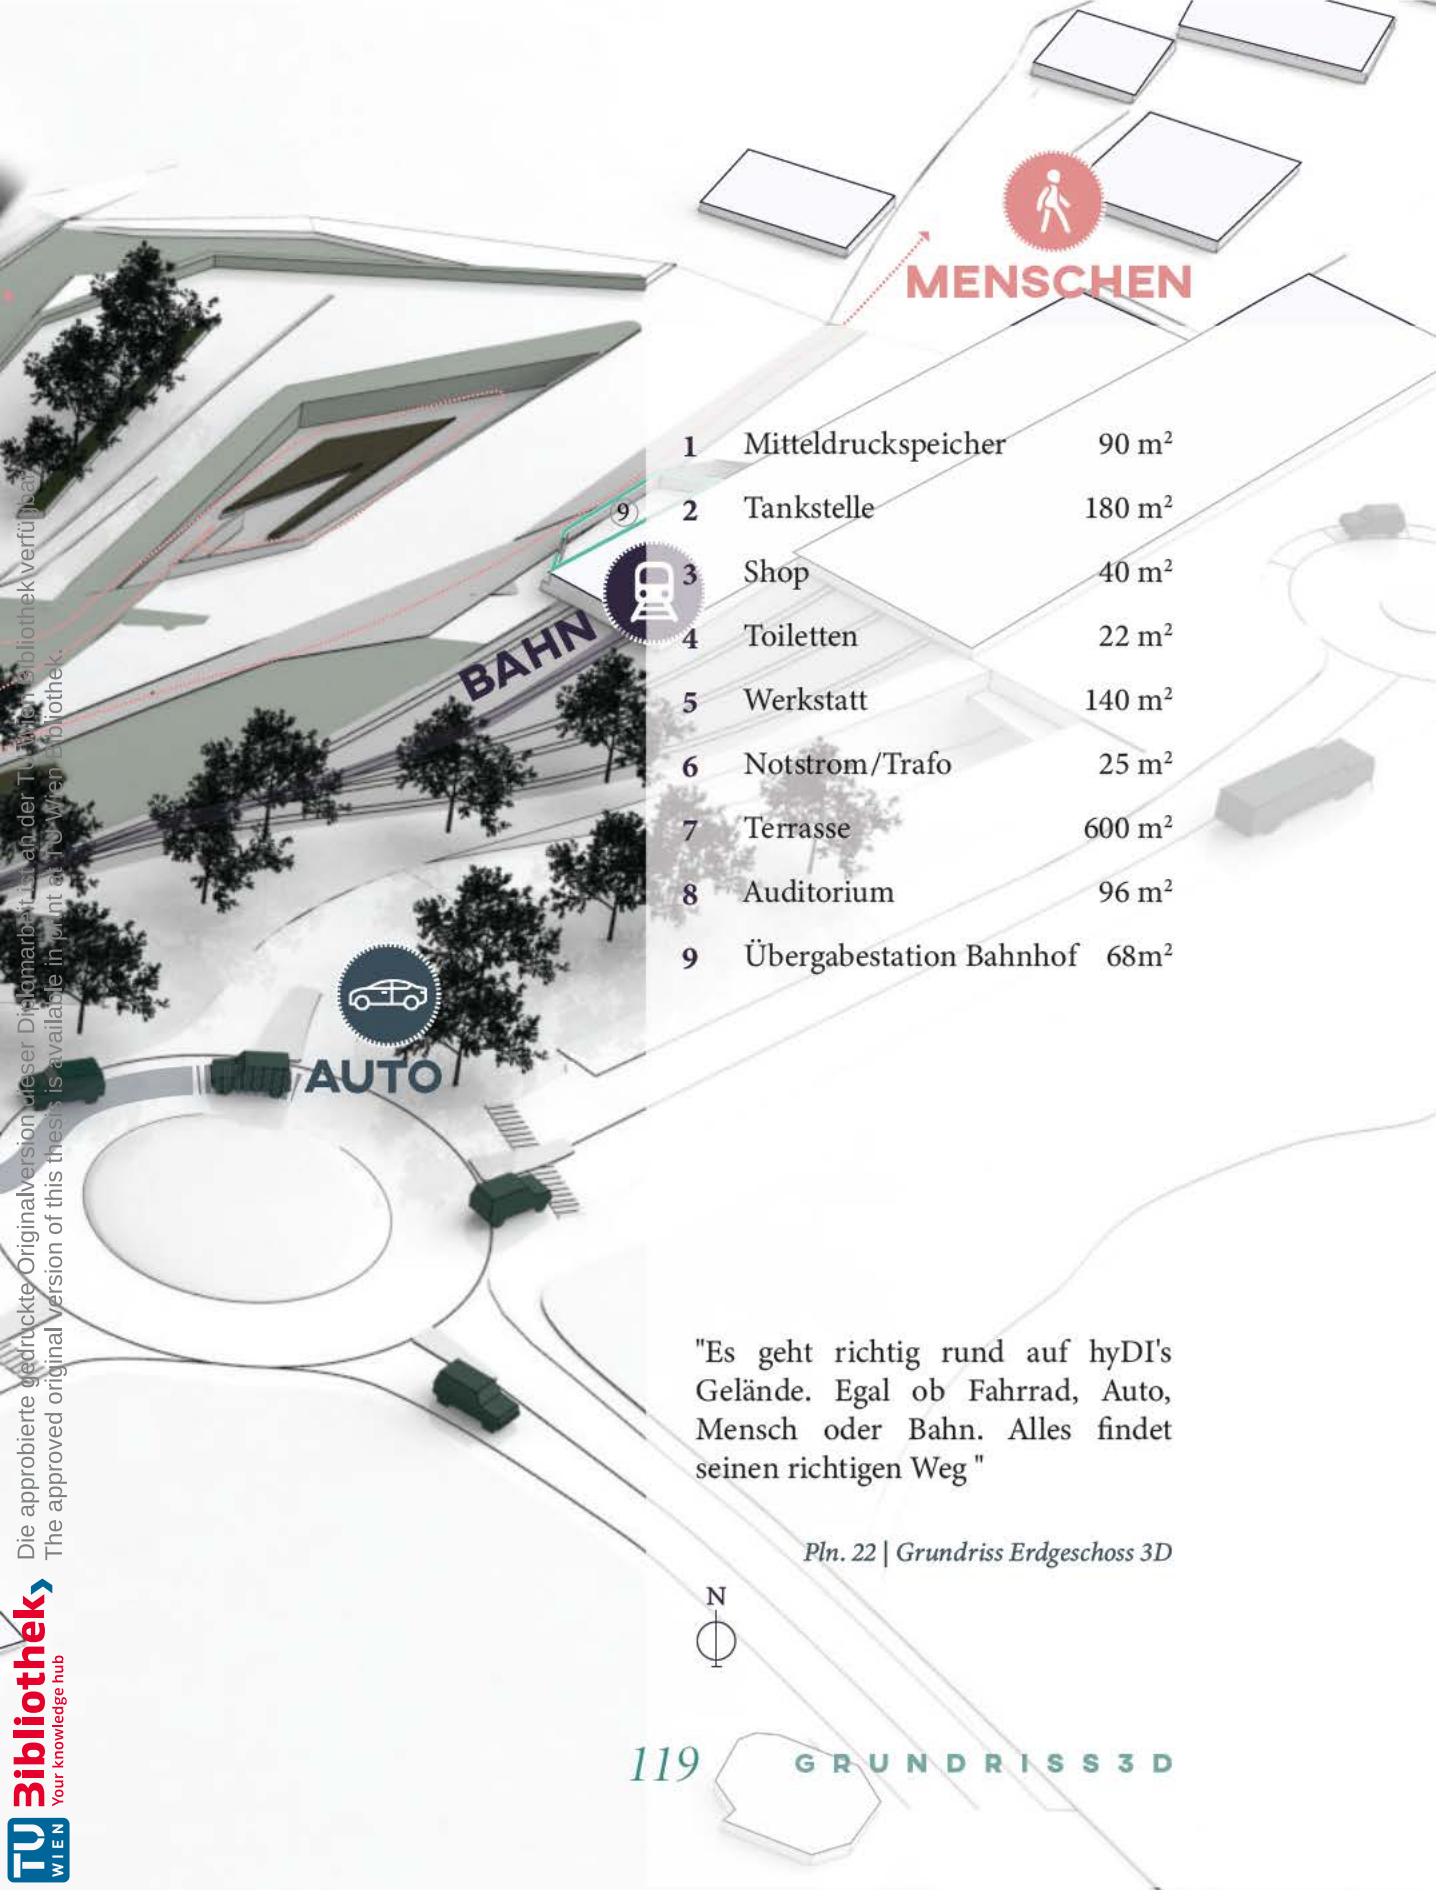 MENSCHEN
1 Mitteldruckspeicher 90 m²
2 Tankstelle 180 m²
3 Shop 40 m²
4 Toiletten 22 m²
5 Werkstatt 140 m²
6 Notstrom/Trafo 25 m²
7 Terrasse 600 m²
8 Auditorium 96 m²
9 Übergabestation Bahnhof 68m²
9
BAHN
AUTO
"Es geht richtig rund auf hyDI's
Gelände. Egal ob Fahrrad, Auto,
Mensch oder Bahn. Alles findet
seinen richtigen Weg "
Pln. 22 | Grundriss Erdgeschoss 3D
N
119 GRUNDRISS3D
Die approbierte gedruckte Originalversion dieser Diplomarbeit ist an der TU Wien Bibliothek verfügbar
The approved original version of this thesis is available in print at TU Wien Bibliothek.
TU WIEN
Bibliothek
Your knowledge hub